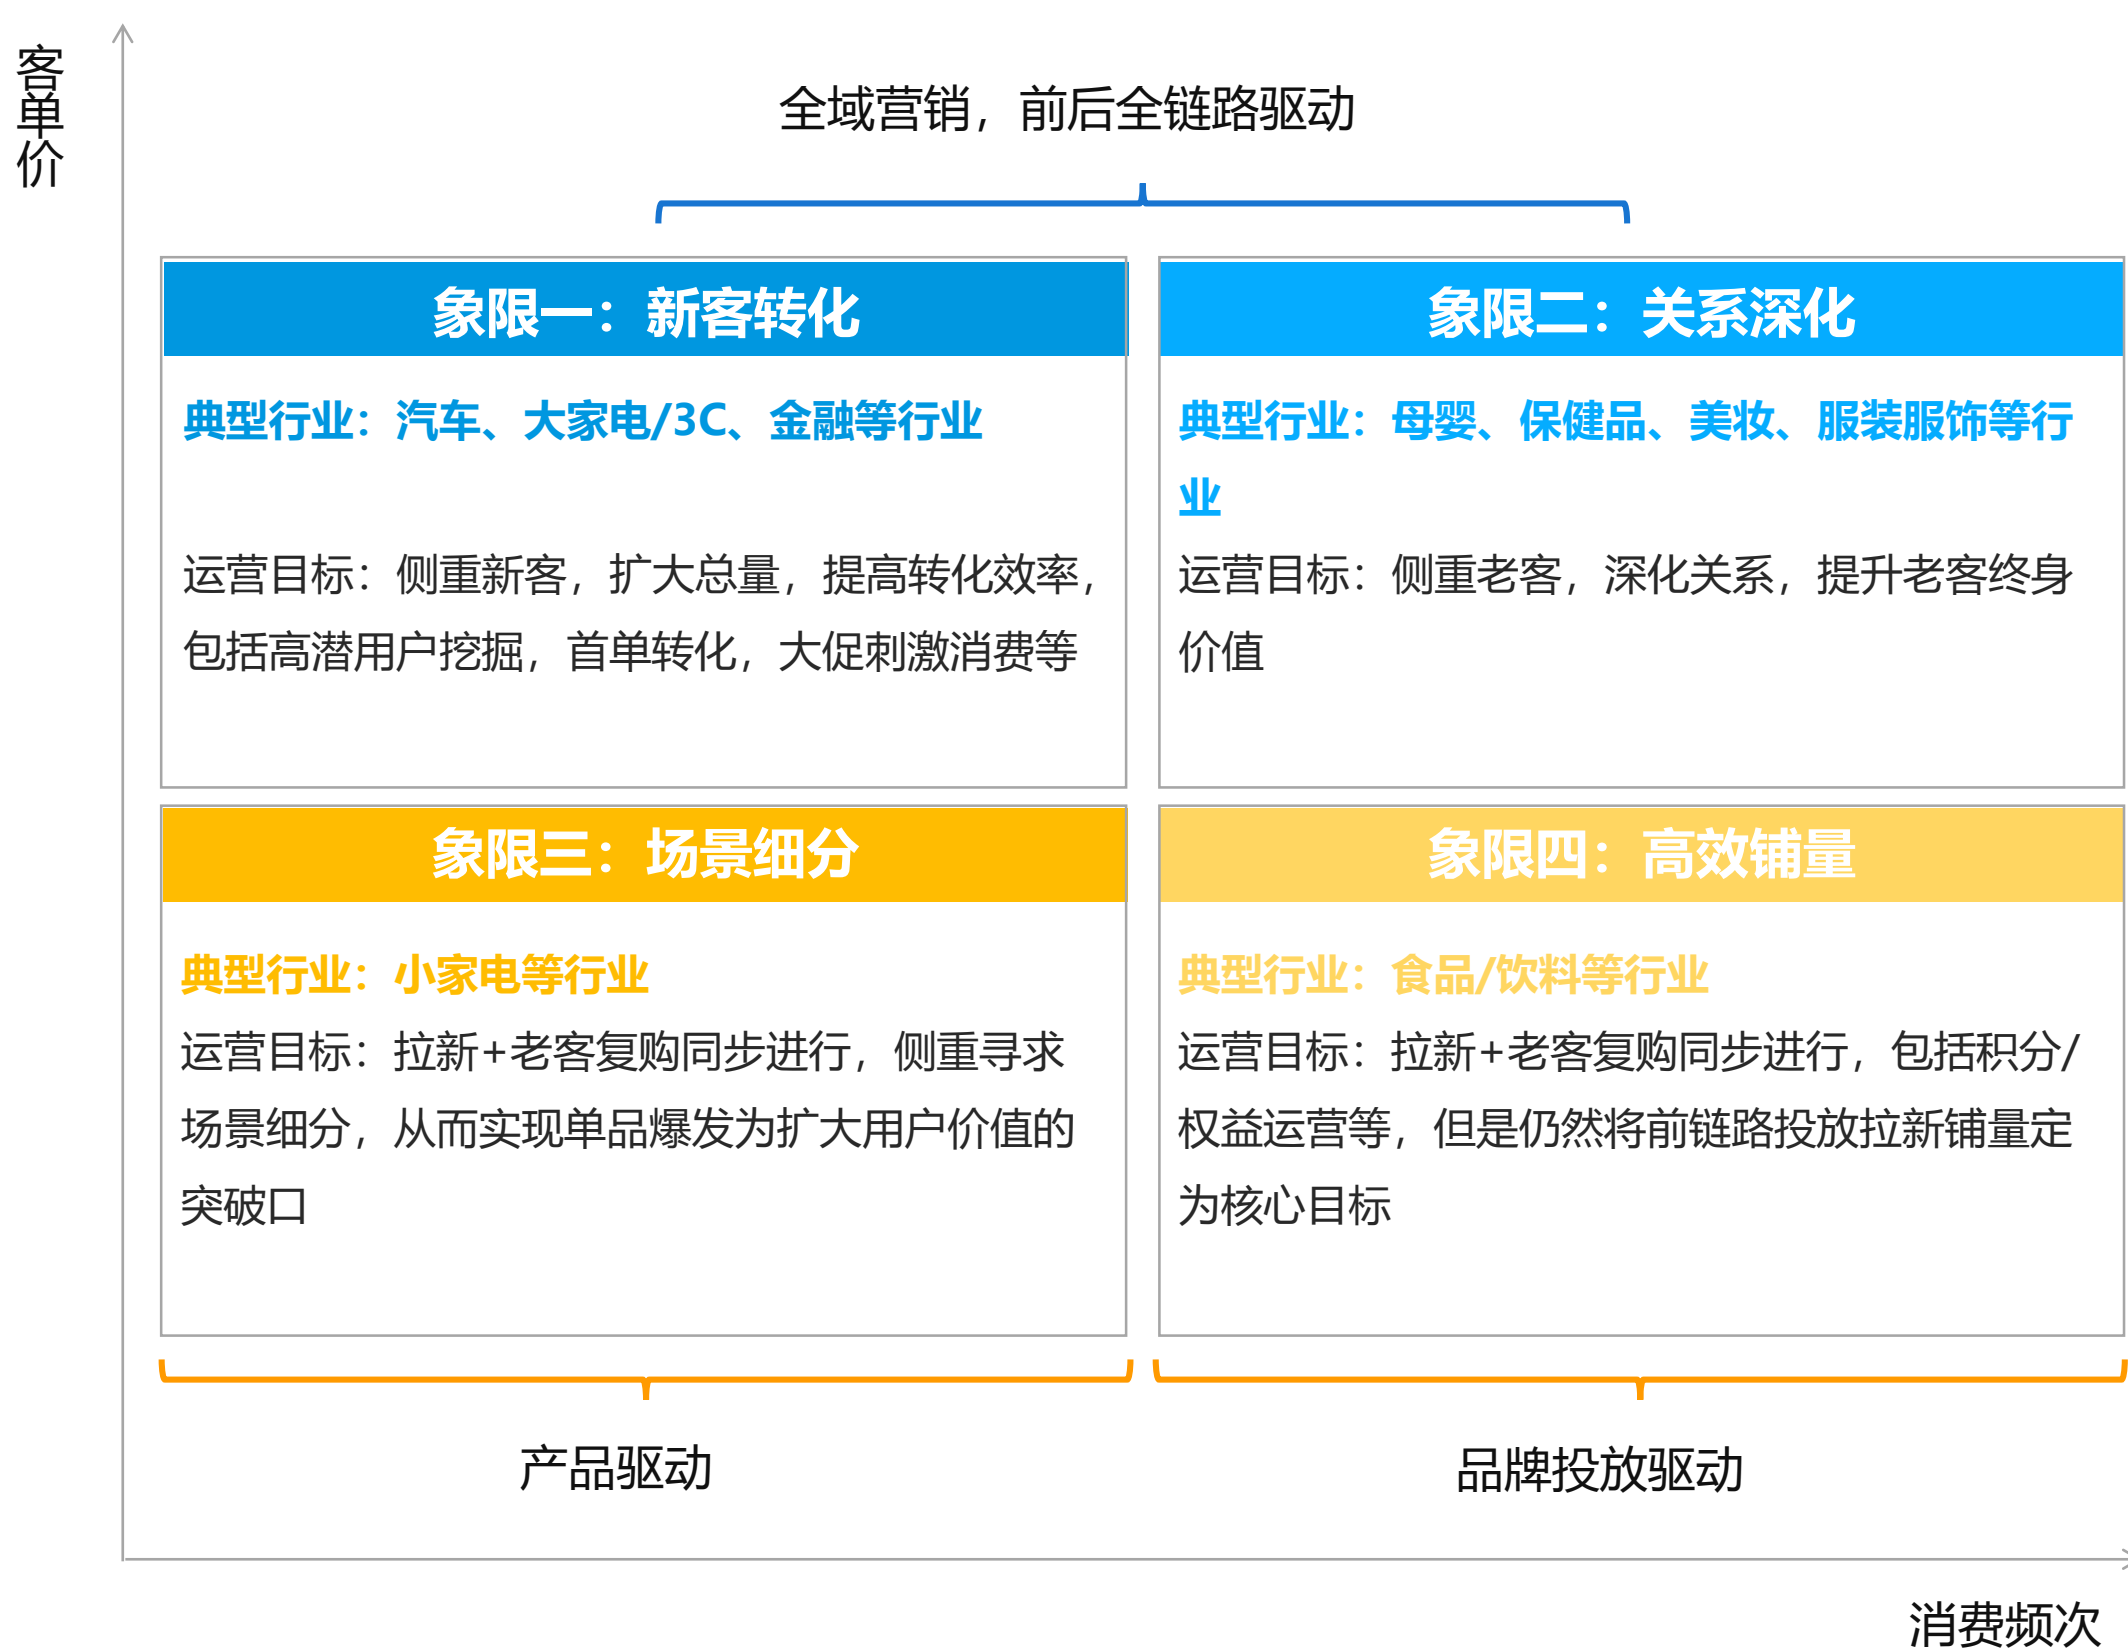 客单价
全域营销，前后全链路驱动
象限一：新客转化
典型行业：汽车、大家电/3C、金融等行业
运营目标：侧重新客，扩大总量，提高转化效率，
包括高潜用户挖掘，首单转化，大促刺激消费等
象限二：关系深化
典型行业：母婴、保健品、美妆、服装服饰等行
业
运营目标：侧重老客，深化关系，提升老客终身
价值
象限三：场景细分
典型行业：小家电等行业
运营目标：拉新+老客复购同步进行，侧重寻求
场景细分，从而实现单品爆发为扩大用户价值的
突破口
象限四：高效铺量
典型行业：食品/饮料等行业
运营目标：拉新+老客复购同步进行，包括积分/
权益运营等，但是仍然将前链路投放拉新铺量定
为核心目标
产品驱动
品牌投放驱动
消费频次